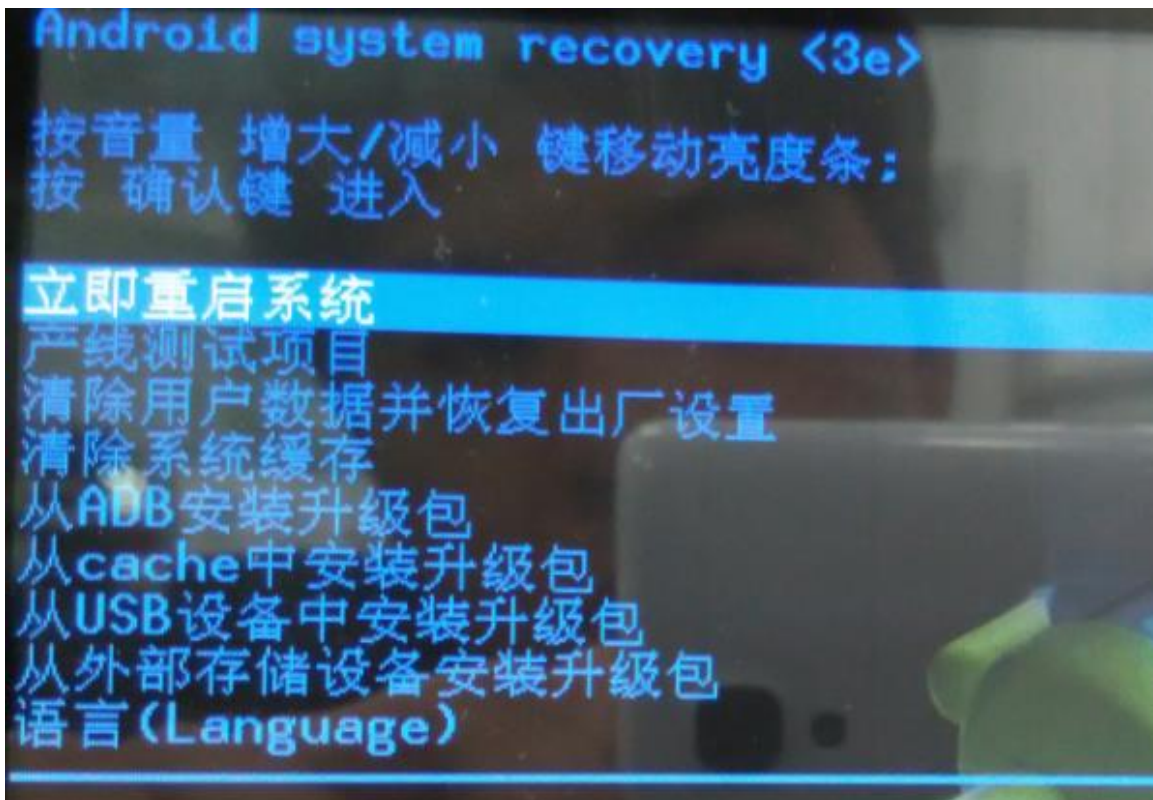 Android system recovery <3e>
按音量 增大/减小 键移动亮度条;
按 确认键 进入
立即重启系统
产线测试项目
清除用户数据并恢复出厂设置
清除系统缓存
从ADB安装升级包
从cache中安装升级包
从USB设备中安装升级包
从外部存储设备安装升级包
语言(Language)